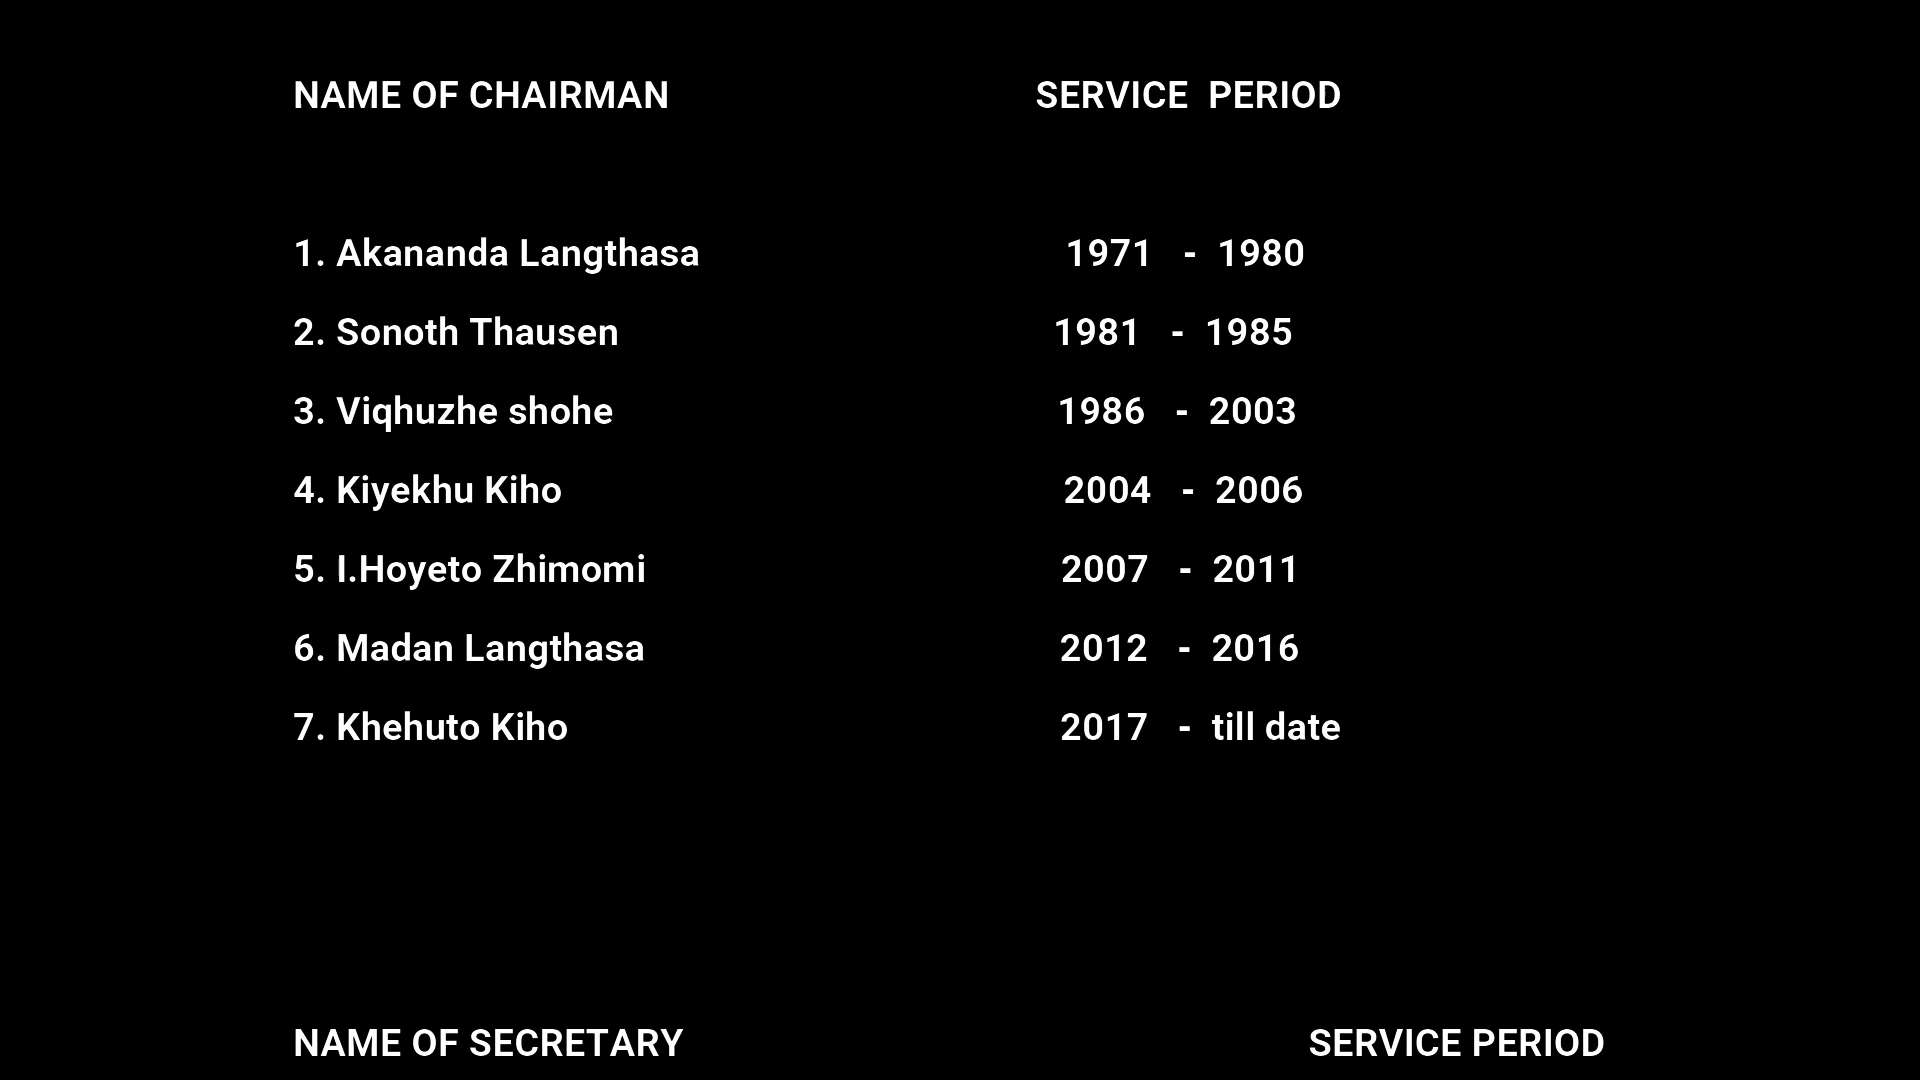 NAME OF CHAIRMAN SERVICE PERIOD
1. Akananda Langthasa 1971 - 1980
2. Sonoth Thausen 1981 - 1985
3. Viqhuzhe shohe 1986 - 2003
4. Kiyekhu Kiho 2004 - 2006
5. I.Hoyeto Zhimomi 2007 - 2011
6. Madan Langthasa 2012 - 2016
7. Khehuto Kiho 2017 - till date
NAME OF SECRETARY SERVICE PERIOD